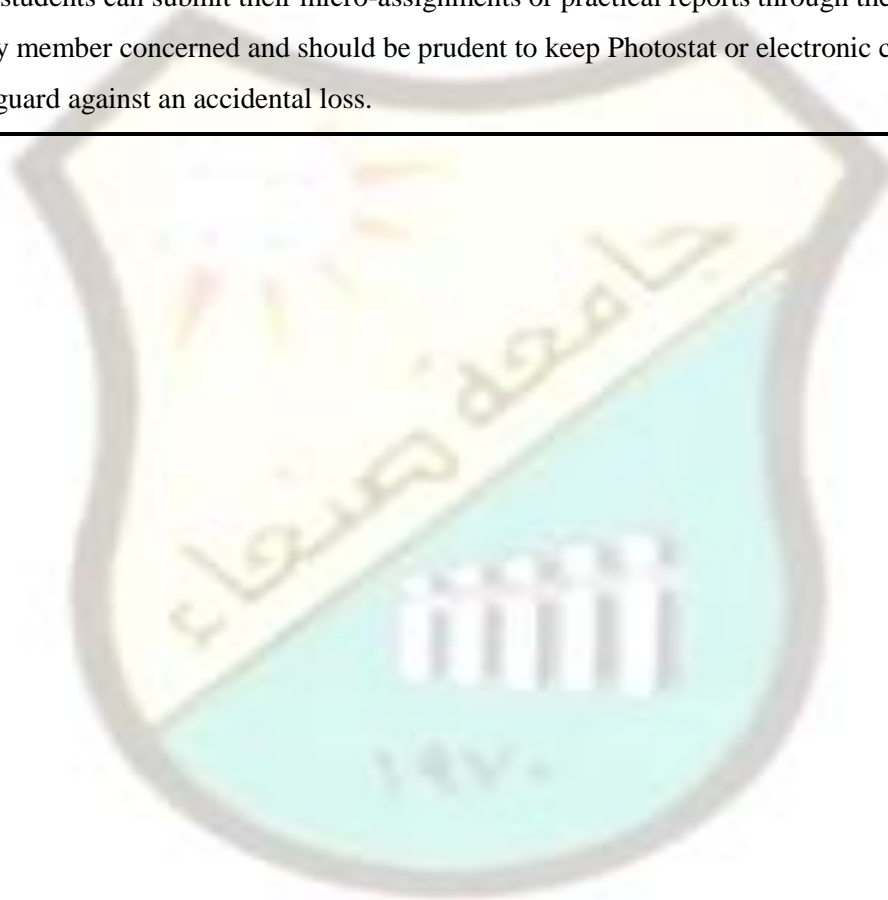 students can submit their micro-assignments or practical reports through the
y member concerned and should be prudent to keep Photostat or electronic c
guard against an accidental loss.
جامعة صنعاء
١٩٧٠